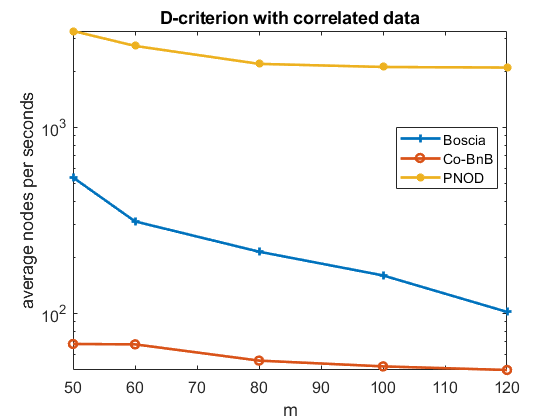 D-criterion with correlated data
average nodes per seconds
10^3
10^2
Boscia
Co-BnB
PNOD
50 60 70 80 90 100 110 120
m